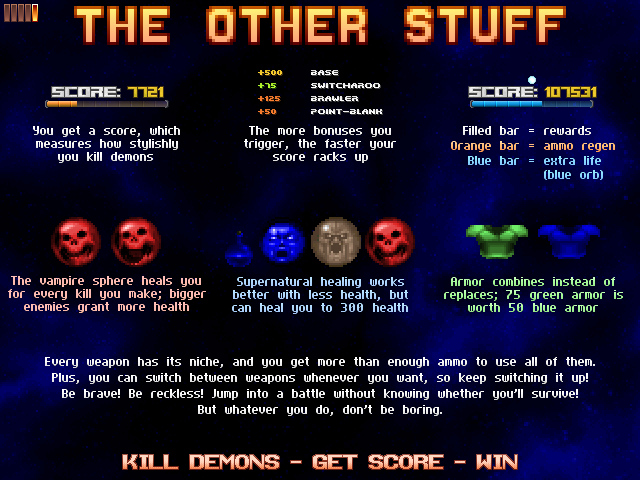 THE OTHER STUFF
SCORE: 7721
You get a score, which
measures how stylishly
you kill demons
+500 BASE
+75 SWITCHAROO
+125 BRAWLER
+50 POINT-BLANK
The more bonuses you
trigger, the faster your
score racks up
SCORE: 107531
Filled bar = rewards
Orange bar = ammo regen
Blue bar = extra life
(blue orb)
The vampire sphere heals you
for every kill you make; bigger
enemies grant more health
Supernatural healing works
better with less health, but
can heal you to 300 health
Armor combines instead of
replaces; 75 green armor is
worth 50 blue armor
Every weapon has its niche, and you get more than enough ammo to use all of them.
Plus, you can switch between weapons whenever you want, so keep switching it up!
Be brave! Be reckless! Jump into a battle without knowing whether you'll survive!
But whatever you do, don't be boring.
KILL DEMONS - GET SCORE - WIN